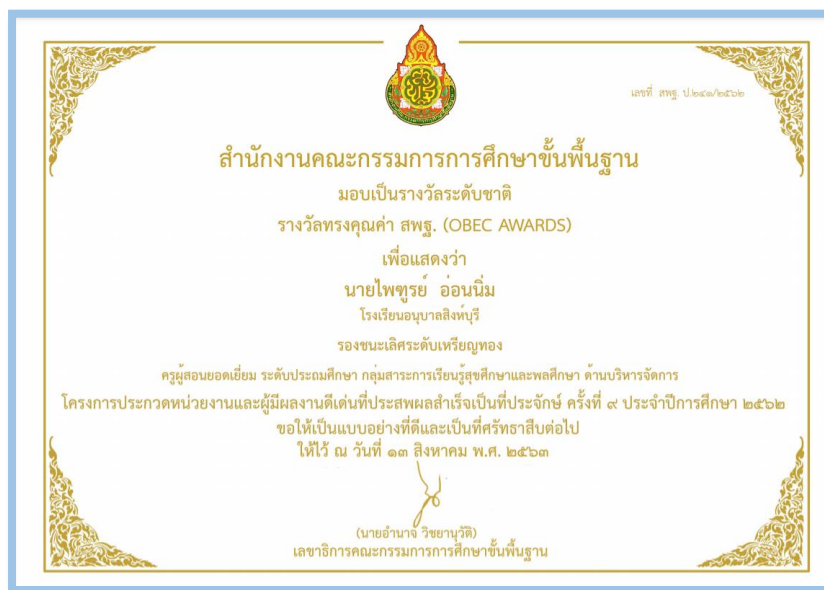 เลขที่ สพฐ. ป.๒๔๑/๒๕๖๒
สำนักงานคณะกรรมการการศึกษาขั้นพื้นฐาน
มอบเป็นรางวัลระดับชาติ
รางวัลทรงคุณค่า สพฐ. (OBEC AWARDS)
เพื่อแสดงว่า
นายไพฑูรย์ อ่อนนิ่ม
โรงเรียนอนุบาลสิงห์บุรี
รองชนะเลิศระดับเหรียญทอง
ครูผู้สอนยอดเยี่ยม ระดับประถมศึกษา กลุ่มสาระการเรียนรู้สุขศึกษาและพลศึกษา ด้านบริหารจัดการ
โครงการประกวดหน่วยงานและผู้มีผลงานดีเด่นที่ประสพผลสำเร็จเป็นที่ประจักษ์ ครั้งที่ ๙ ประจำปีการศึกษา ๒๕๖๒
ขอให้เป็นแบบอย่างที่ดีและเป็นที่ศรัทธาสืบต่อไป
ให้ไว้ ณ วันที่ ๑๓ สิงหาคม พ.ศ. ๒๕๖๓
(นายอำนาจ วิชยานุวัติ)
เลขาธิการคณะกรรมการการศึกษาขั้นพื้นฐาน